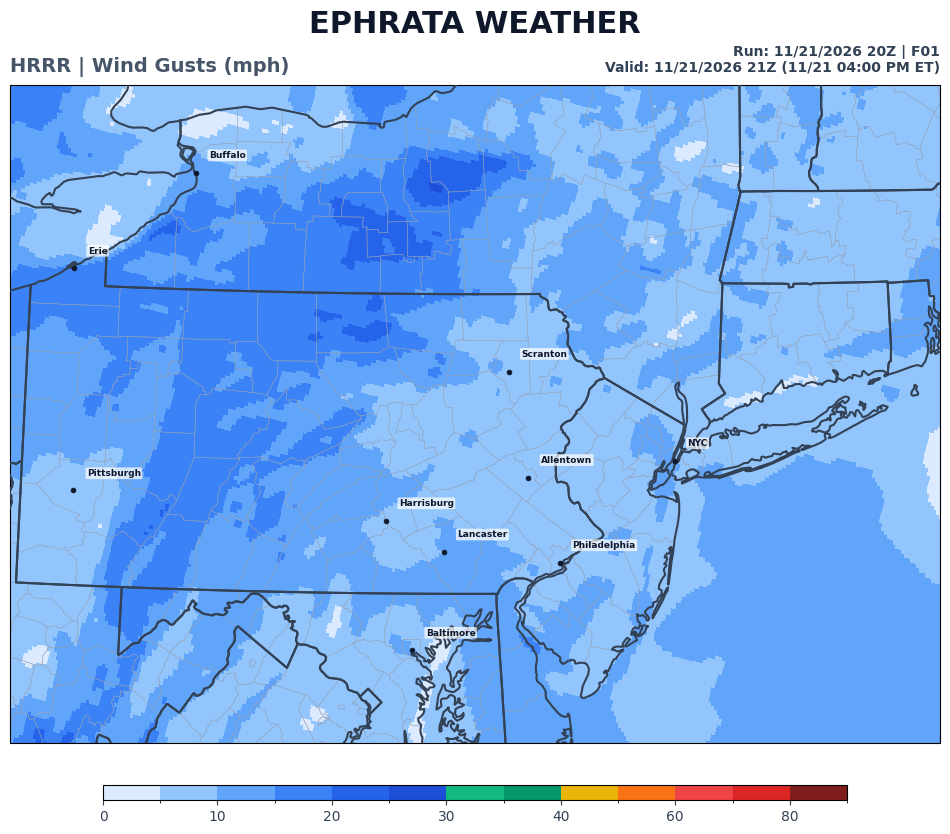 EPHRATA WEATHER
HRRR | Wind Gusts (mph)
Run: 11/21/2026 20Z | F01
Valid: 11/21/2026 21Z (11/21 04:00 PM ET)
Buffalo
Erie
Scranton
NYC
Allentown
Pittsburgh
Harrisburg
Lancaster
Philadelphia
Baltimore
0 10 20 30 40 50 60 70 80